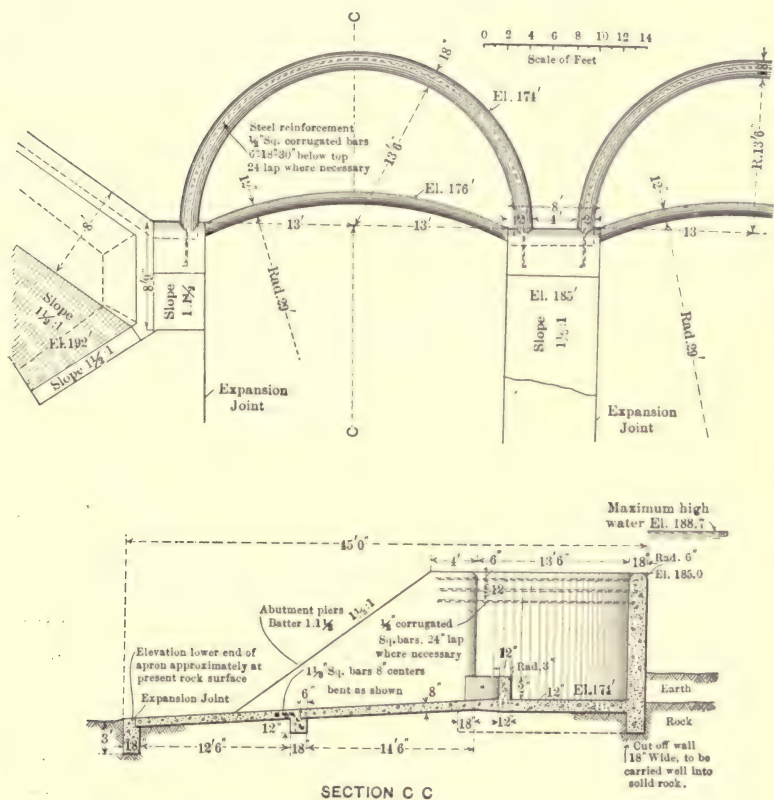 C
18"
0 2 4 6 8 10 12 14
Scale of Feet
El. 174'
Steel reinforcement
½" Sq. corrugated bars
6"-18"-30" below top
24 lap where necessary
13'6"
R. 13'6"
12"
El. 176'
8'
4'
12"
13'
13'
13'
8'
Slope
1.1½
El. 185'
Slope
1½:1
Slope
1½:1
El. 192'
Slope 1½:1
Rad. 29'
Expansion
Joint
Expansion
Joint
C
Maximum high
water El. 188.7
45'0"
4'
6"
13'6"
18"
Rad. 6"
El. 185.0
12
Abutment piers
Batter 1.1½
1½:1
½" corrugated
Sq. bars, 24" lap
where necessary
12"
Rad. 3"
Elevation lower end of
apron approximately at
present rock surface
1⅛" Sq. bars 8" centers
bent as shown
Expansion Joint
6"
8"
12"
El. 174'
Earth
Rock
3'
18"
12'6"
12"
18"
14'6"
18"
12"
Cut off wall
18" Wide, to be
carried well into
solid rock.
SECTION C C